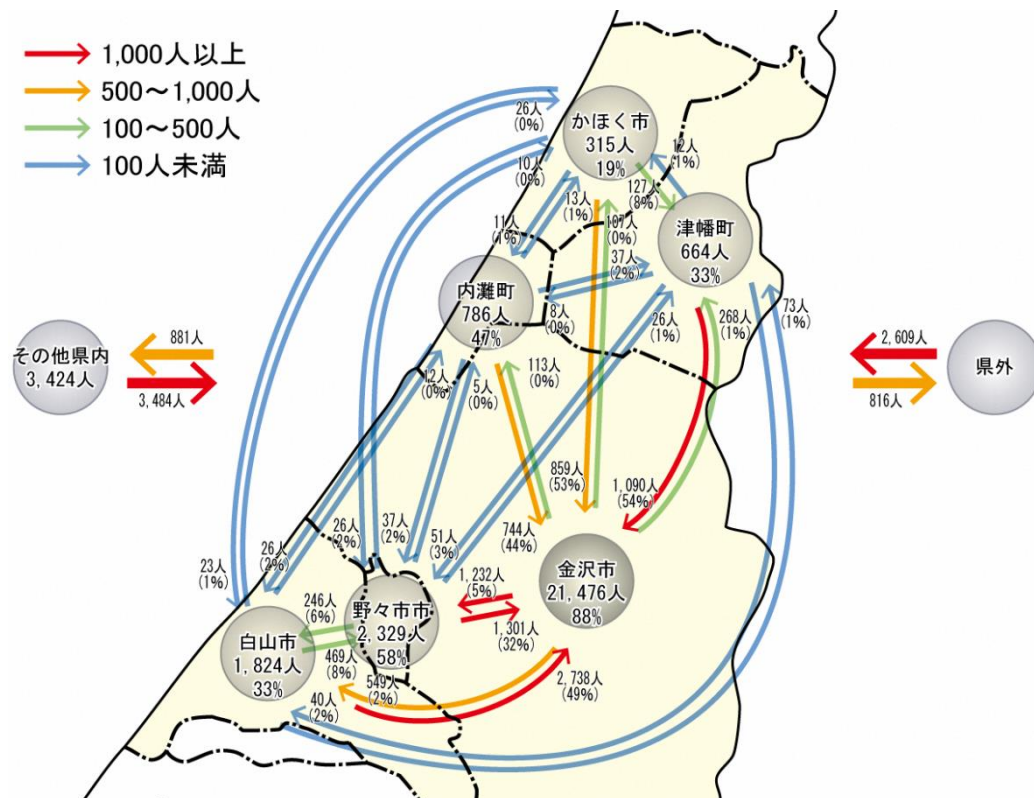 1,000人以上
500～1,000人
100～500人
100人未満
26人
(0%)
かほく市
315人
19%
12人
(1%)
10人
(0%)
127人
(8%)
13人
(1%)
107人
(0%)
11人
(1%)
津幡町
664人
33%
37人
(2%)
内灘町
786人
47%
8人
(0%)
26人
(1%)
268人
(1%)
73人
(1%)
その他県内
3,424人
881人
3,484人
2,609人
816人
県外
12人
(0%)
5人
(0%)
113人
(0%)
859人
(53%)
1,090人
(54%)
744人
(44%)
23人
(1%)
26人
(2%)
26人
(2%)
37人
(2%)
51人
(3%)
金沢市
21,476人
88%
1,232人
(5%)
1,301人
(32%)
246人
(6%)
野々市市
2,329人
58%
白山市
1,824人
33%
469人
(8%)
549人
(2%)
40人
(2%)
2,738人
(49%)